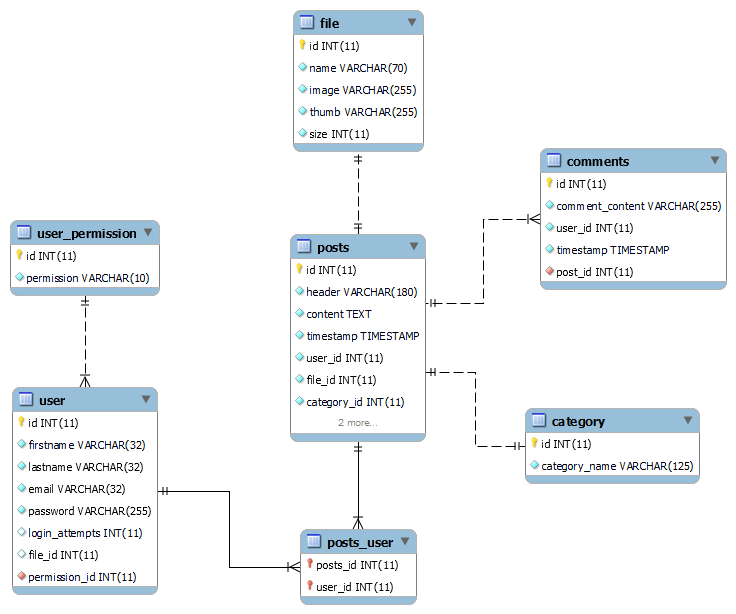 file
id INT(11)
name VARCHAR(70)
image VARCHAR(255)
thumb VARCHAR(255)
size INT(11)
comments
id INT(11)
comment_content VARCHAR(255)
user_id INT(11)
timestamp TIMESTAMP
post_id INT(11)
user_permission
id INT(11)
permission VARCHAR(10)
posts
id INT(11)
header VARCHAR(180)
content TEXT
timestamp TIMESTAMP
user_id INT(11)
file_id INT(11)
category_id INT(11)
2 more...
user
id INT(11)
firstname VARCHAR(32)
lastname VARCHAR(32)
email VARCHAR(32)
password VARCHAR(255)
login_attempts INT(11)
file_id INT(11)
permission_id INT(11)
category
id INT(11)
category_name VARCHAR(125)
posts_user
posts_id INT(11)
user_id INT(11)